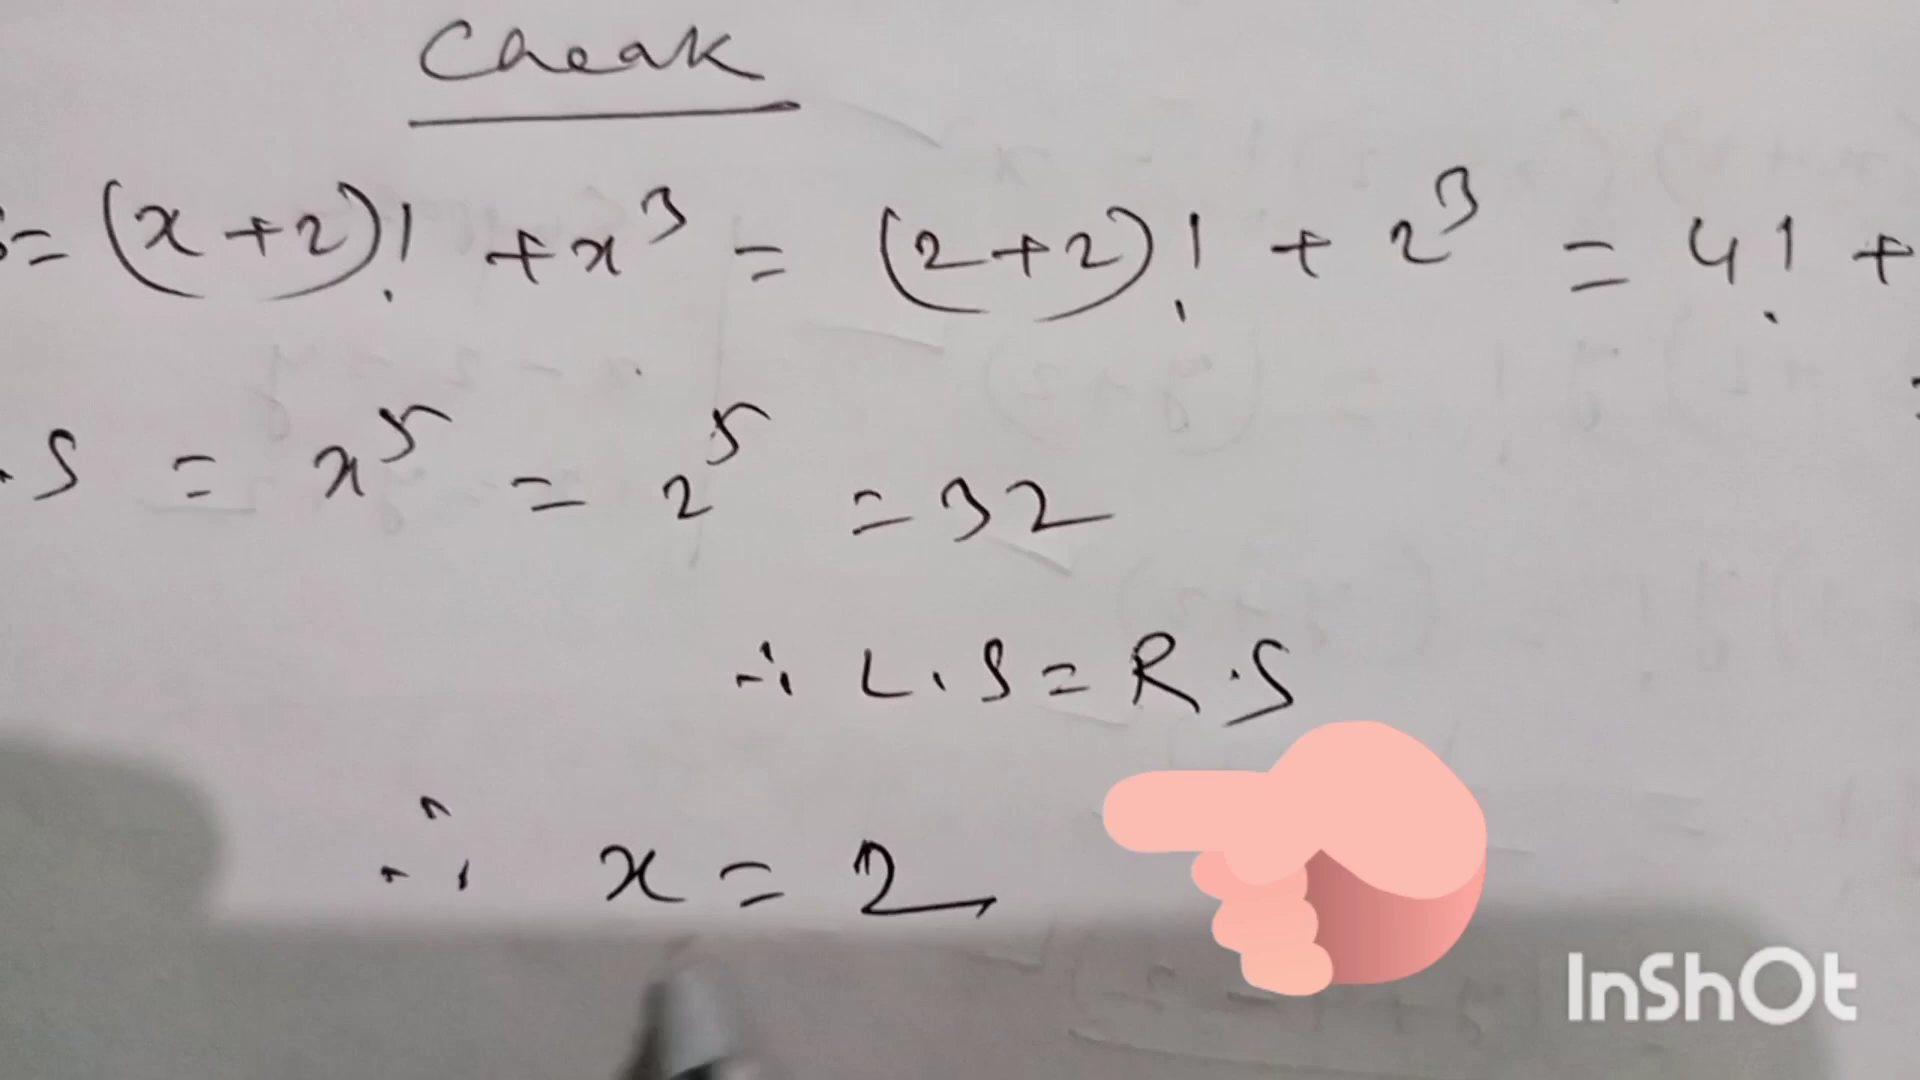 Cheak
= (x+2)! + x³ = (2+2)! + 2³ = 4! +
.S = x⁵ = 2⁵ = 32
∴ L.S = R.S
∴ x = 2
InShOt